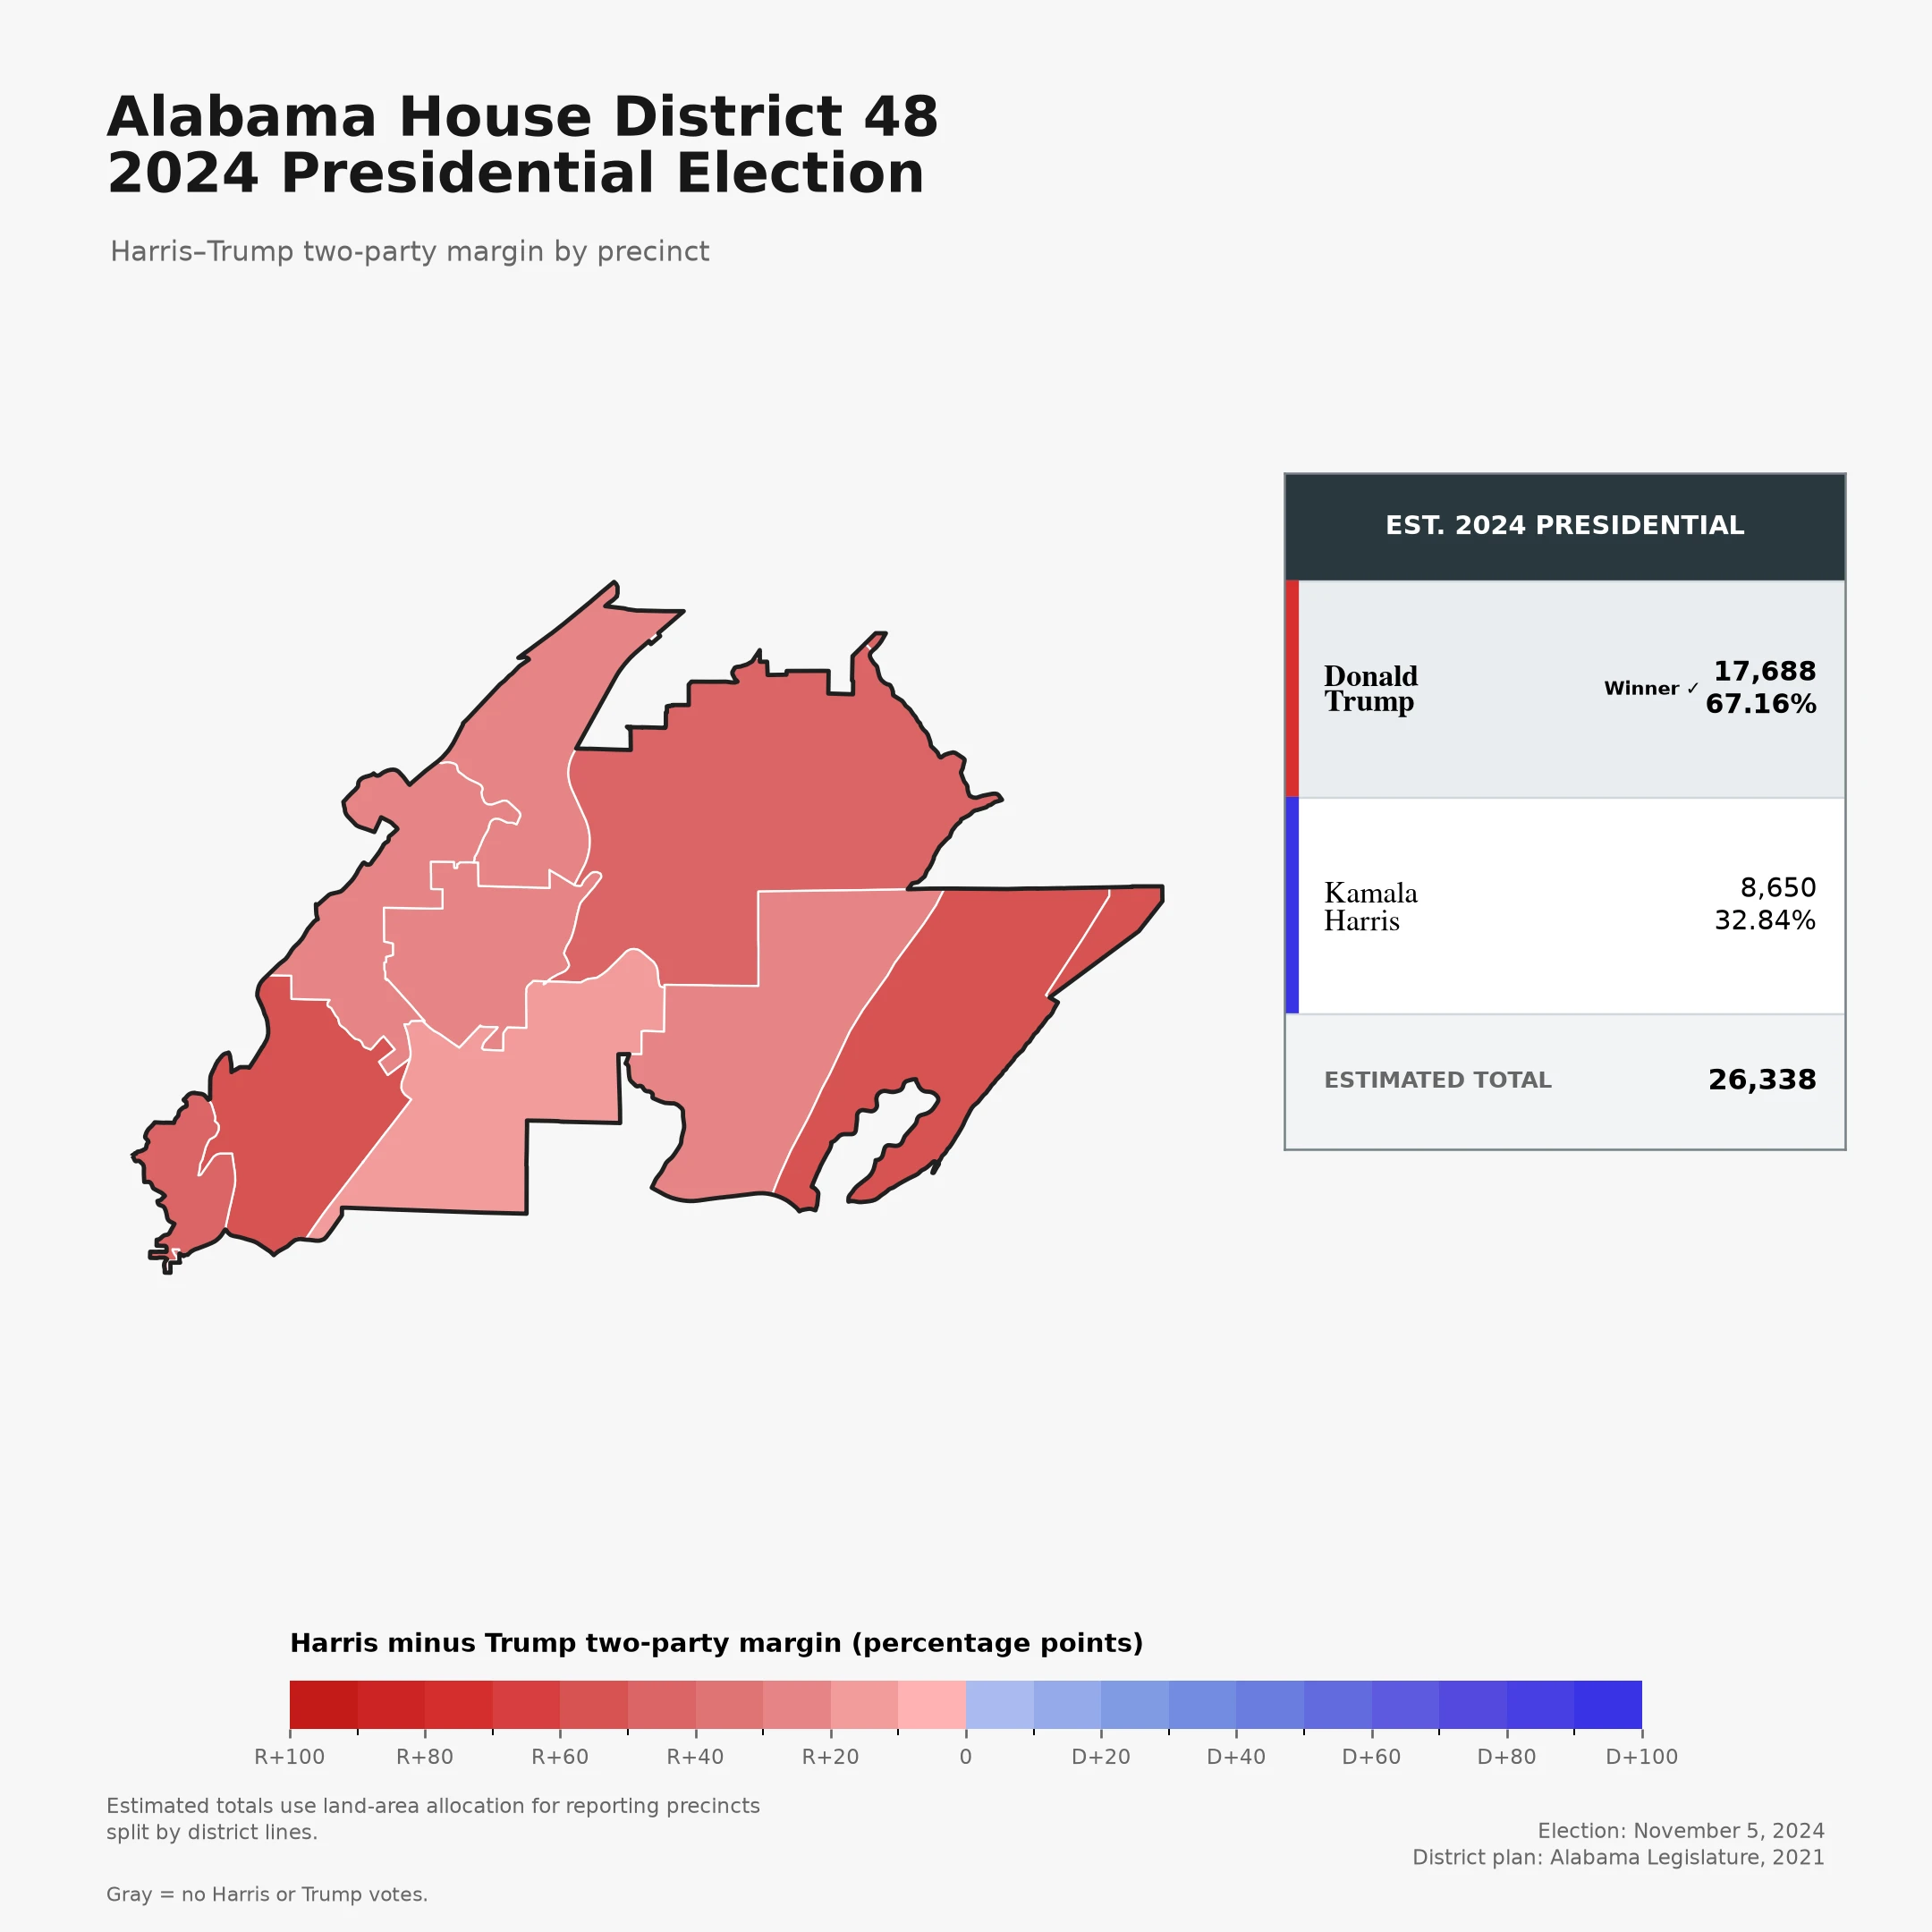 Alabama House District 48
2024 Presidential Election
Harris–Trump two-party margin by precinct
EST. 2024 PRESIDENTIAL
Donald
Trump
Winner ✓
17,688
67.16%
Kamala
Harris
8,650
32.84%
ESTIMATED TOTAL
26,338
Harris minus Trump two-party margin (percentage points)
R+100 R+80 R+60 R+40 R+20 0 D+20 D+40 D+60 D+80 D+100
Estimated totals use land-area allocation for reporting precincts
split by district lines.
Gray = no Harris or Trump votes.
Election: November 5, 2024
District plan: Alabama Legislature, 2021